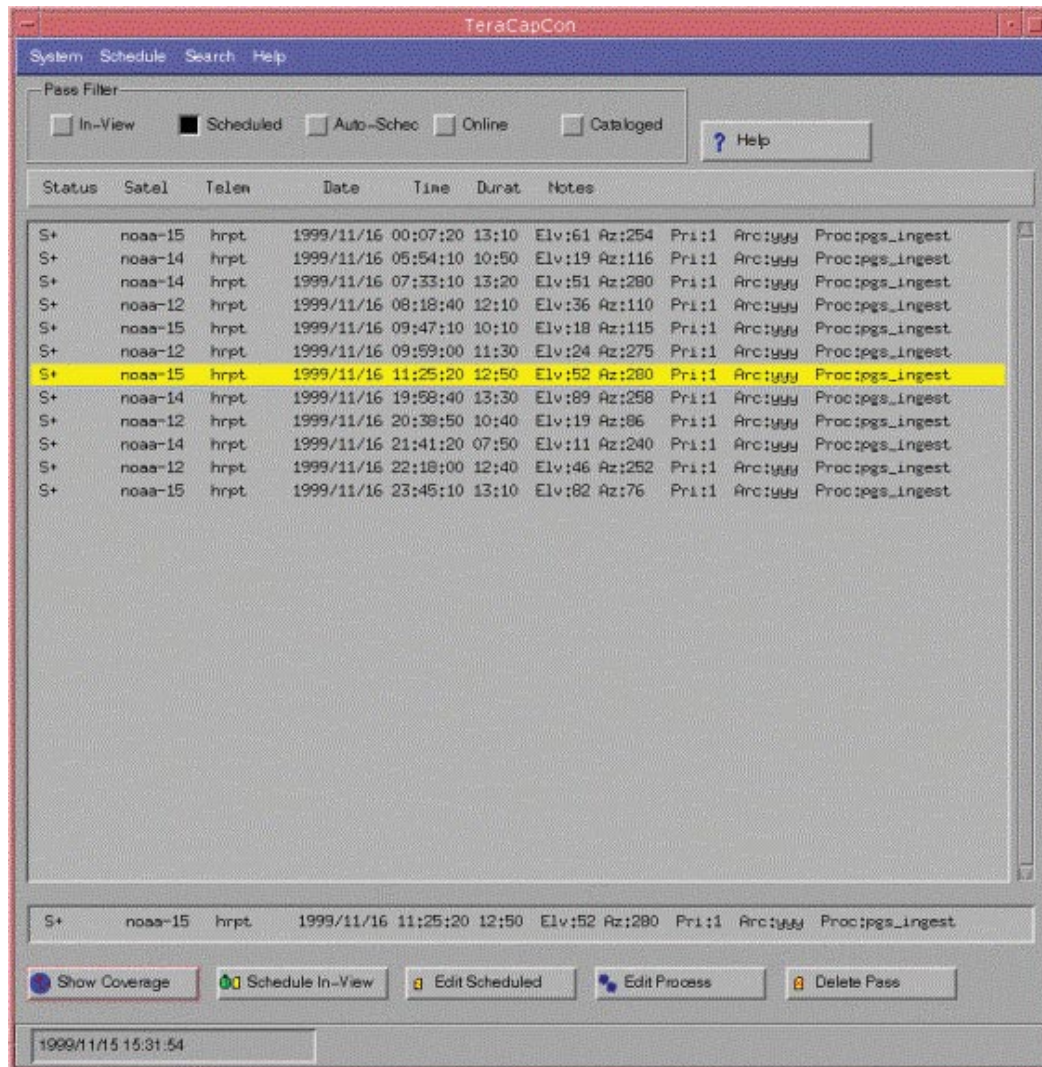 TeraCapCon
System Schedule Search Help
Pass Filter
In-View Scheduled Auto-Schec Online Cataloged
? Help
Status Satel Telem Date Time Durat Notes
S+ noaa-15 hrpt 1999/11/16 00:07:20 13:10 Elv:61 Az:254 Pri:1 Arc:yyy Proc:pgs_ingest
S+ noaa-14 hrpt 1999/11/16 05:54:10 10:50 Elv:19 Az:116 Pri:1 Arc:yyy Proc:pgs_ingest
S+ noaa-14 hrpt 1999/11/16 07:33:10 13:20 Elv:51 Az:280 Pri:1 Arc:yyy Proc:pgs_ingest
S+ noaa-12 hrpt 1999/11/16 08:18:40 12:10 Elv:36 Az:110 Pri:1 Arc:yyy Proc:pgs_ingest
S+ noaa-15 hrpt 1999/11/16 09:47:10 10:10 Elv:18 Az:115 Pri:1 Arc:yyy Proc:pgs_ingest
S+ noaa-12 hrpt 1999/11/16 09:59:00 11:30 Elv:24 Az:275 Pri:1 Arc:yyy Proc:pgs_ingest
S+ noaa-15 hrpt 1999/11/16 11:25:20 12:50 Elv:52 Az:280 Pri:1 Arc:yyy Proc:pgs_ingest
S+ noaa-14 hrpt 1999/11/16 19:58:40 13:30 Elv:89 Az:258 Pri:1 Arc:yyy Proc:pgs_ingest
S+ noaa-12 hrpt 1999/11/16 20:38:50 10:40 Elv:19 Az:86 Pri:1 Arc:yyy Proc:pgs_ingest
S+ noaa-14 hrpt 1999/11/16 21:41:20 07:50 Elv:11 Az:240 Pri:1 Arc:yyy Proc:pgs_ingest
S+ noaa-12 hrpt 1999/11/16 22:18:00 12:40 Elv:46 Az:252 Pri:1 Arc:yyy Proc:pgs_ingest
S+ noaa-15 hrpt 1999/11/16 23:45:10 13:10 Elv:82 Az:76 Pri:1 Arc:yyy Proc:pgs_ingest
S+ noaa-15 hrpt 1999/11/16 11:25:20 12:50 Elv:52 Az:280 Pri:1 Arc:yyy Proc:pgs_ingest
Show Coverage Schedule In-View Edit Scheduled Edit Process Delete Pass
1999/11/15 15:31:54